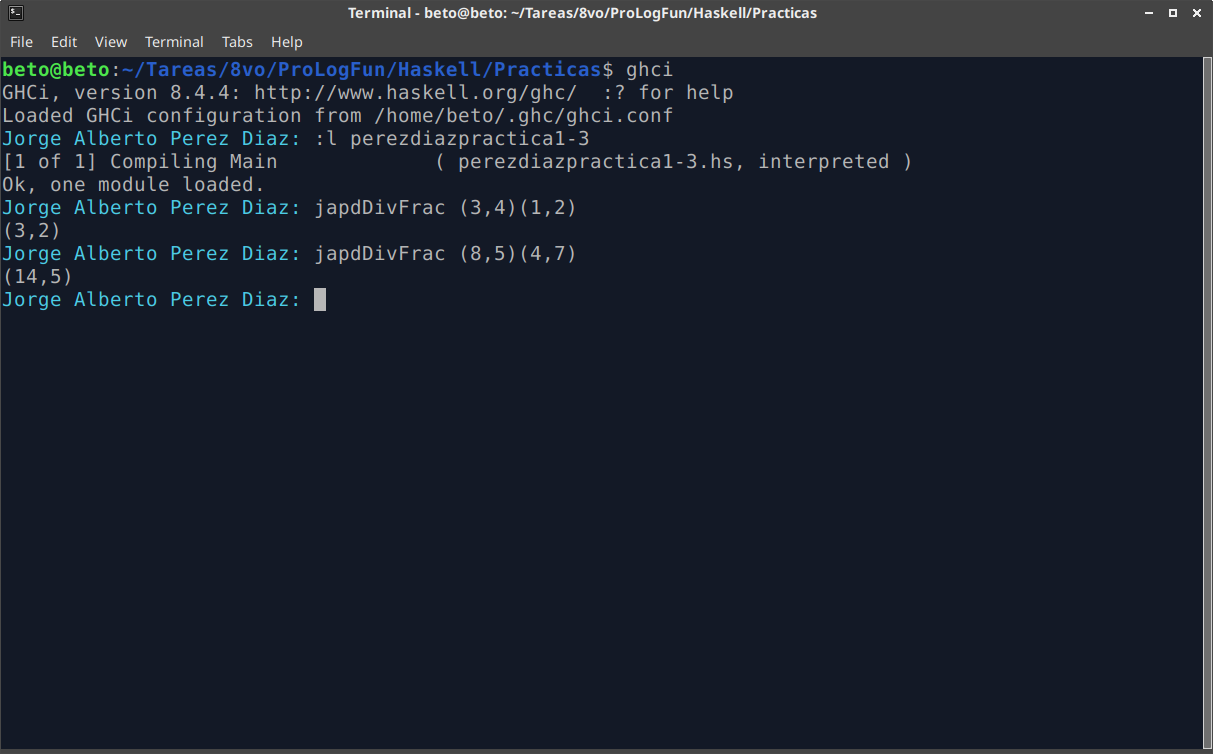 Terminal - beto@beto: ~/Tareas/8vo/ProLogFun/Haskell/Practicas
File Edit View Terminal Tabs Help
beto@beto:~/Tareas/8vo/ProLogFun/Haskell/Practicas$ ghci
GHCi, version 8.4.4: http://www.haskell.org/ghc/  :? for help
Loaded GHCi configuration from /home/beto/.ghc/ghci.conf
Jorge Alberto Perez Diaz: :l perezdiazpractica1-3
[1 of 1] Compiling Main             ( perezdiazpractica1-3.hs, interpreted )
Ok, one module loaded.
Jorge Alberto Perez Diaz: japdDivFrac (3,4)(1,2)
(3,2)
Jorge Alberto Perez Diaz: japdDivFrac (8,5)(4,7)
(14,5)
Jorge Alberto Perez Diaz: